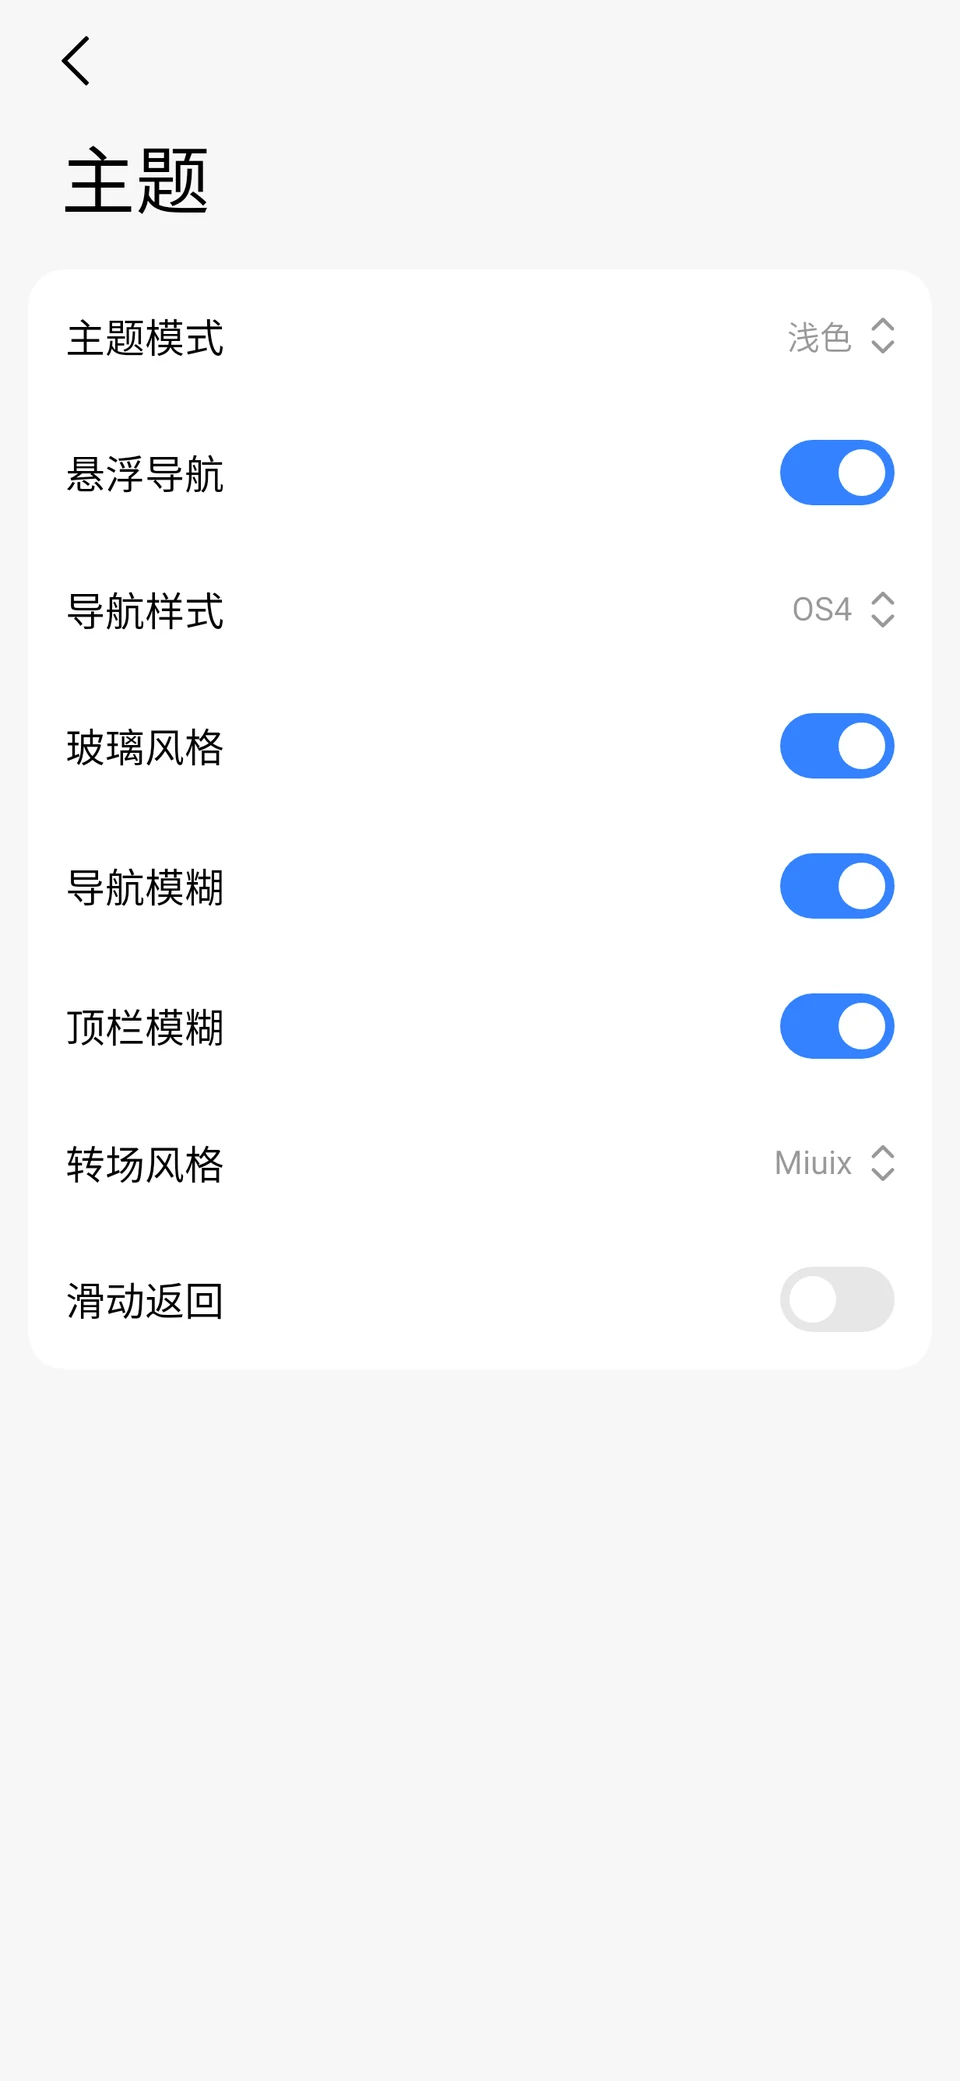 主题
主题模式 浅色
悬浮导航
导航样式 OS4
玻璃风格
导航模糊
顶栏模糊
转场风格 Miuix
滑动返回